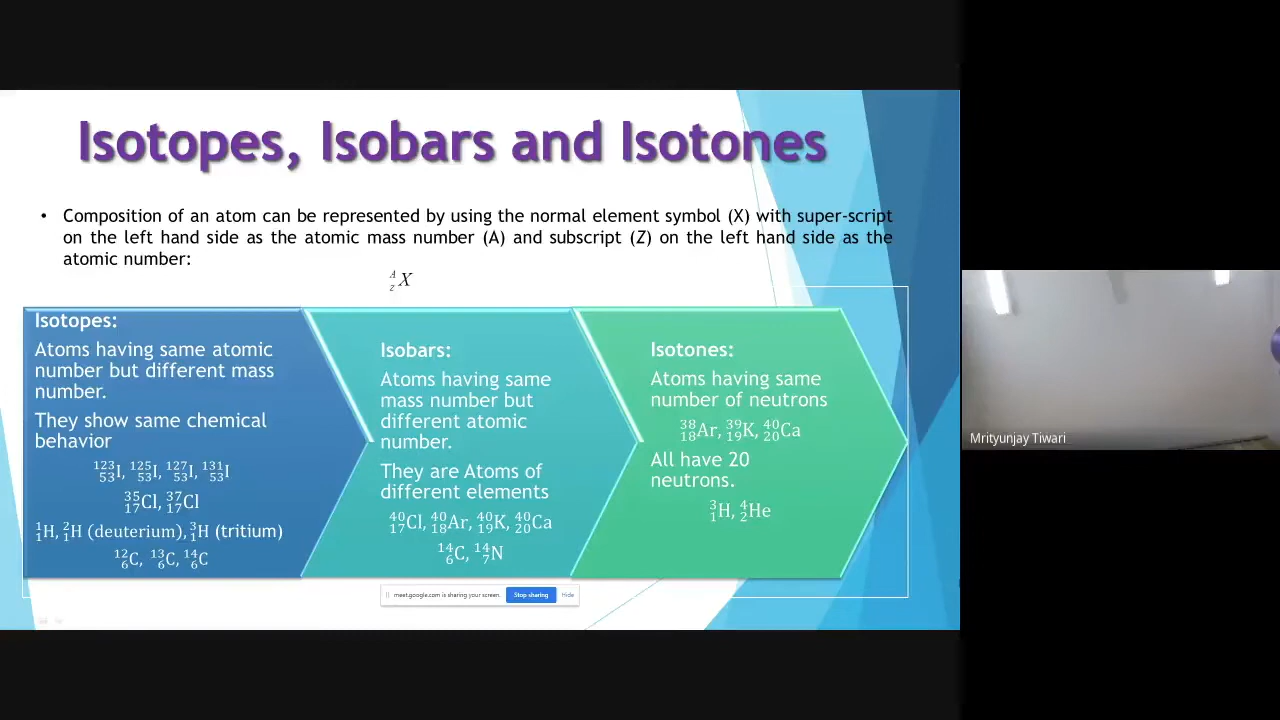 Isotopes, Isobars and Isotones
• Composition of an atom can be represented by using the normal element symbol (X) with super-script
on the left hand side as the atomic mass number (A) and subscript (Z) on the left hand side as the
atomic number:
ᴬ_z X
Isotopes:
Atoms having same atomic
number but different mass
number.
They show same chemical
behavior
¹²³₅₃I, ¹²⁵₅₃I, ¹²⁷₅₃I, ¹³¹₅₃I
³⁵₁₇Cl, ³⁷₁₇Cl
¹₁H, ²₁H (deuterium), ³₁H (tritium)
¹²₆C, ¹³₆C, ¹⁴₆C
Isobars:
Atoms having same
mass number but
different atomic
number.
They are Atoms of
different elements
⁴⁰₁₇Cl, ⁴⁰₁₈Ar, ⁴⁰₁₉K, ⁴⁰₂₀Ca
¹⁴₆C, ¹⁴₇N
Isotones:
Atoms having same
number of neutrons
³⁸₁₈Ar, ³⁹₁₉K, ⁴⁰₂₀Ca
All have 20
neutrons.
³₁H, ⁴₂He
meet.google.com is sharing your screen. Stop sharing Hide
Mrityunjay Tiwari